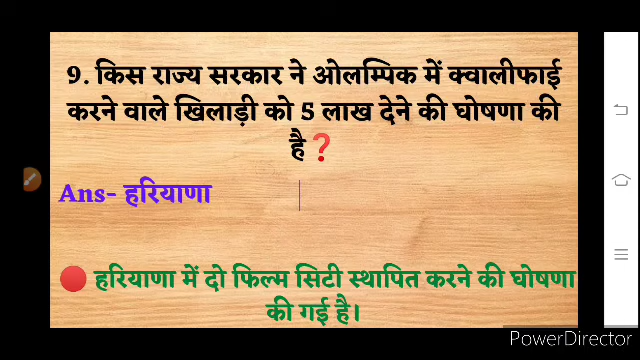 9. किस राज्य सरकार ने ओलम्पिक में क्वालीफाई
करने वाले खिलाड़ी को 5 लाख देने की घोषणा की
है❓
Ans- हरियाणा
🔴 हरियाणा में दो फिल्म सिटी स्थापित करने की घोषणा
की गई है।
PowerDirector